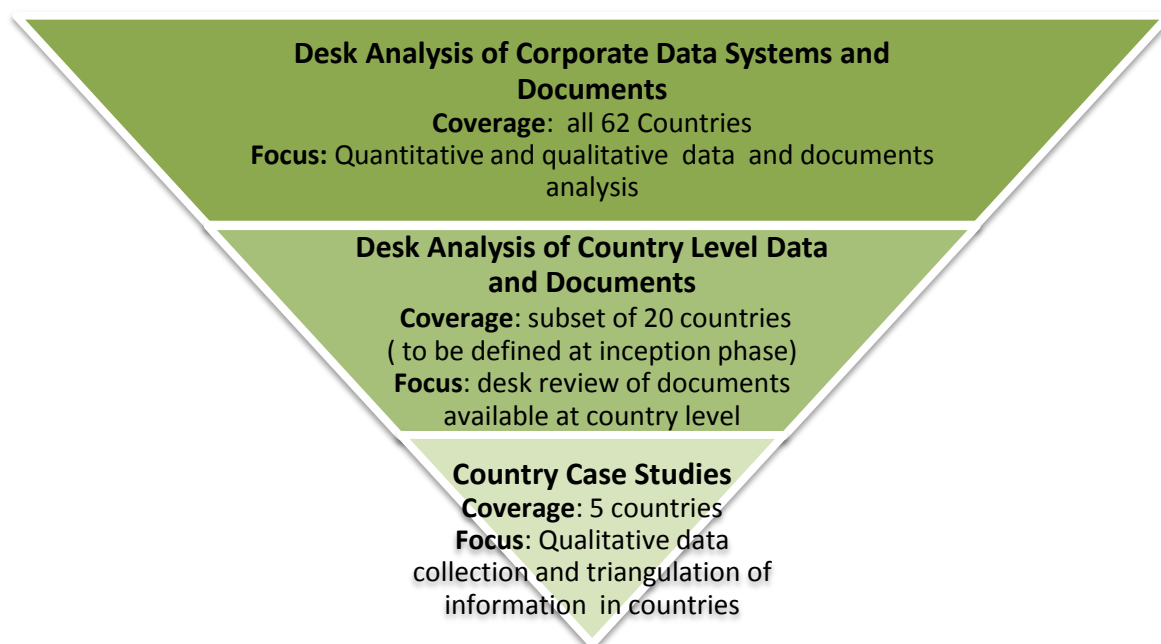 Desk Analysis of Corporate Data Systems and
Documents
Coverage:  all 62 Countries
Focus: Quantitative and qualitative  data  and documents
analysis
Desk Analysis of Country Level Data
and Documents
Coverage: subset of 20 countries
( to be defined at inception phase)
Focus: desk review of documents
available at country level
Country Case Studies
Coverage: 5 countries
Focus: Qualitative data
collection and triangulation of
information  in countries